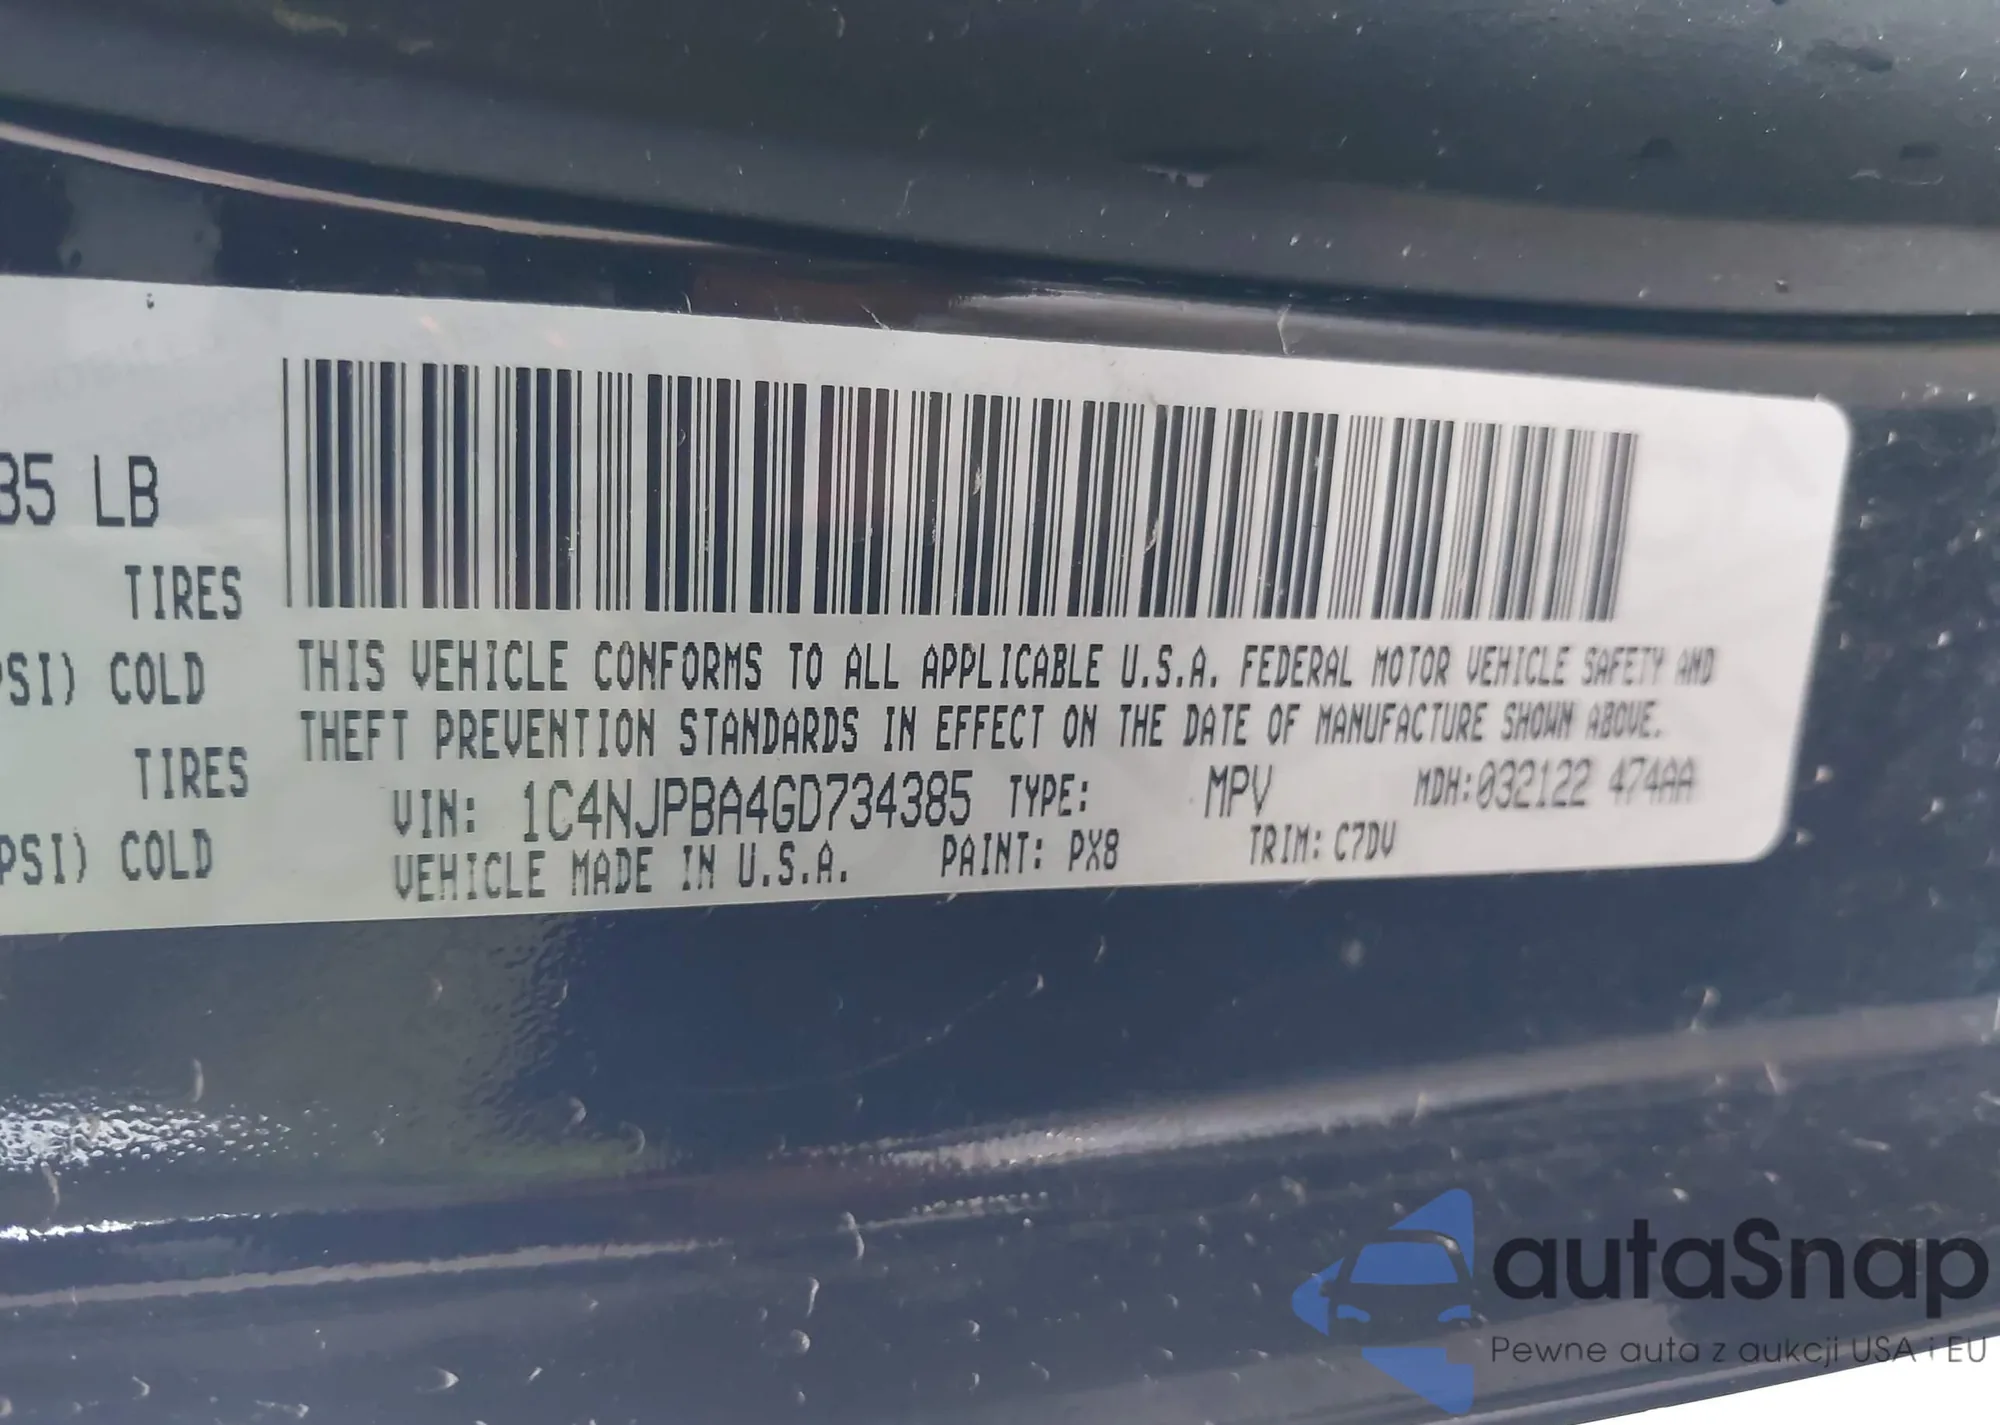 35 LB
TIRES
PSI) COLD
TIRES
PSI) COLD
THIS VEHICLE CONFORMS TO ALL APPLICABLE U.S.A. FEDERAL MOTOR VEHICLE SAFETY AND
THEFT PREVENTION STANDARDS IN EFFECT ON THE DATE OF MANUFACTURE SHOWN ABOVE.
VIN: 1C4NJPBA4GD734385 TYPE: MPV MDH:032122 474AA
VEHICLE MADE IN U.S.A. PAINT: PX8 TRIM: C7DV
autaSnap
Pewne auta z aukcji USA i EU